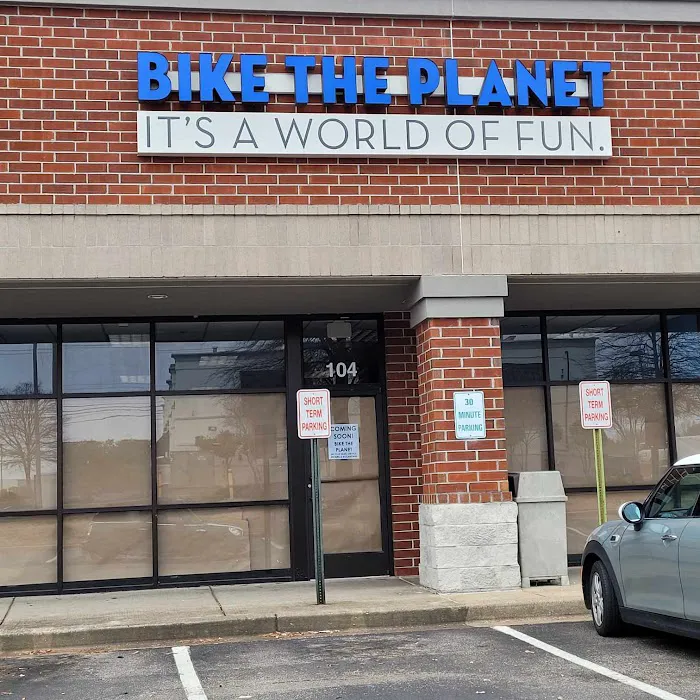 BIKE THE PLANET
IT'S A WORLD OF FUN.
104
SHORT
TERM
PARKING
COMING
SOON!
BIKE THE
PLANET
30
MINUTE
PARKING
SHORT
TERM
PARKING